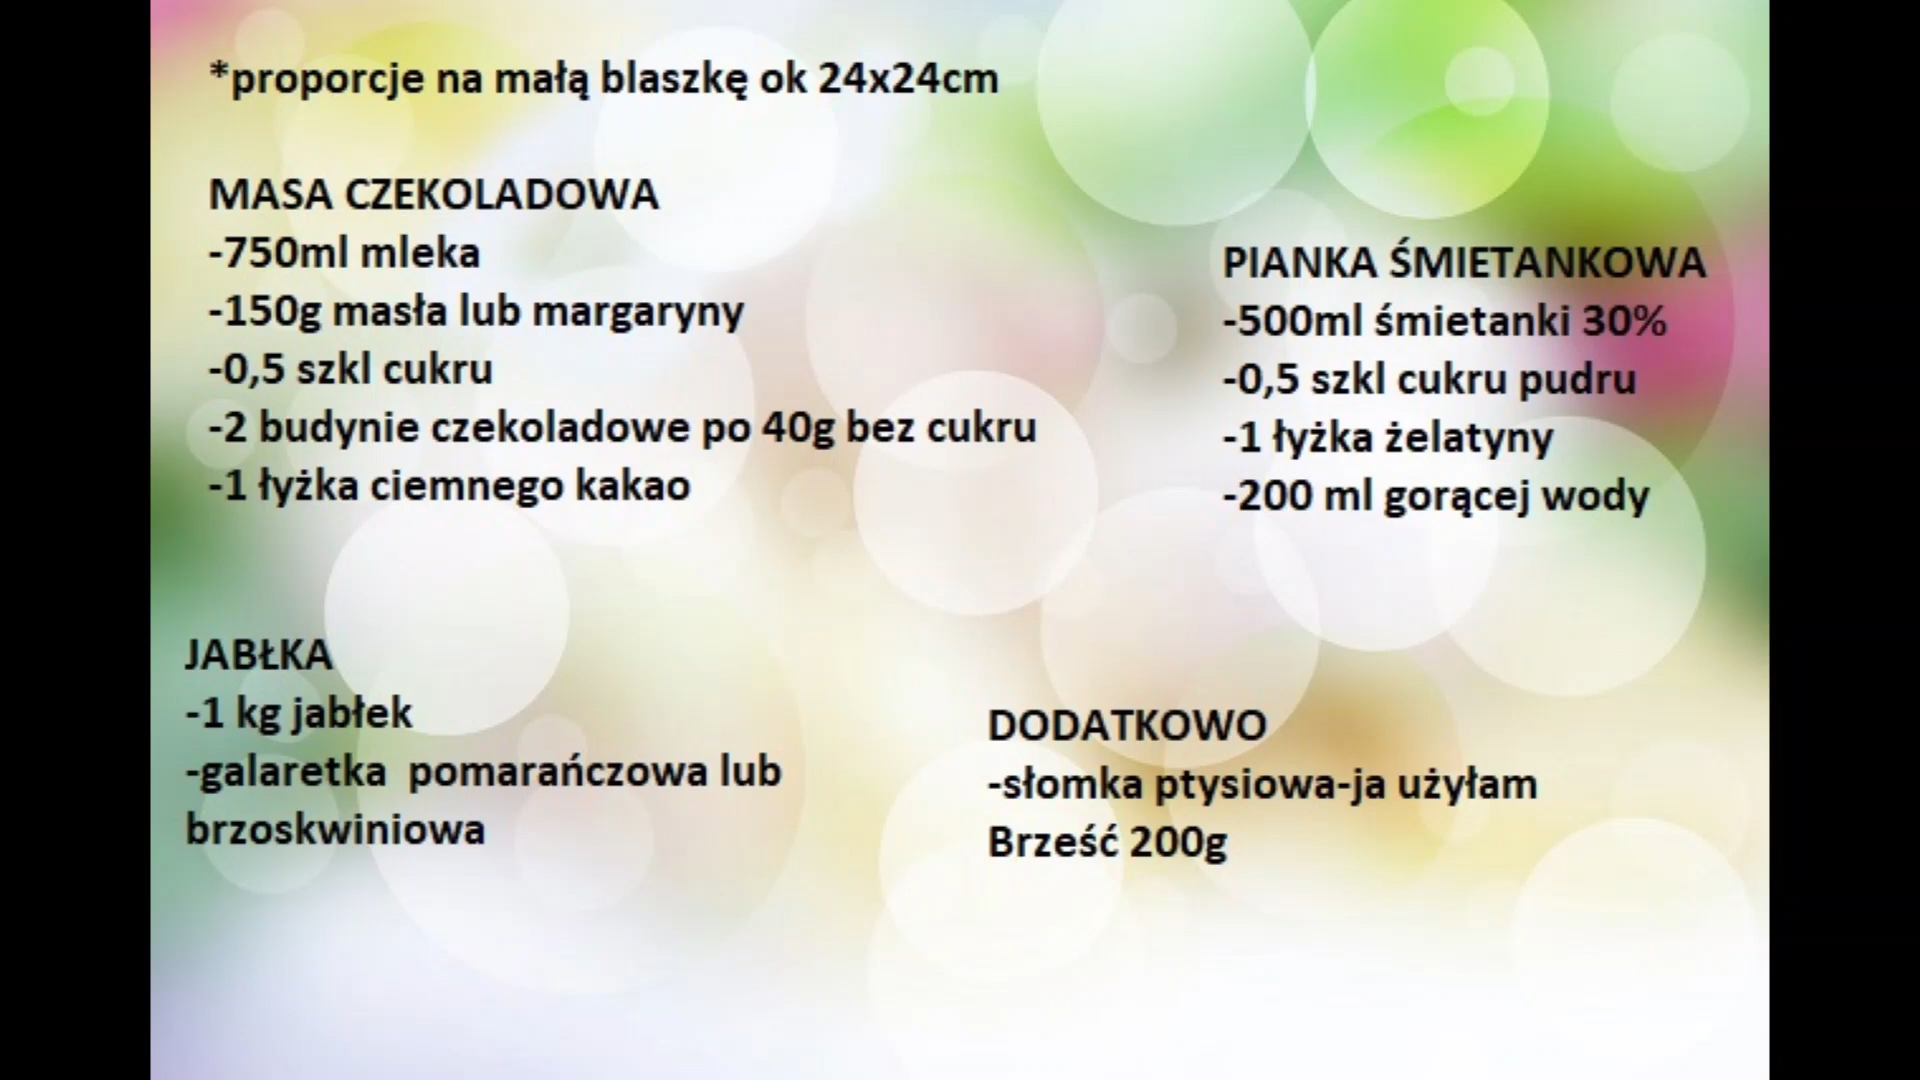 *proporcje na małą blaszkę ok 24x24cm
MASA CZEKOLADOWA
-750ml mleka
-150g masła lub margaryny
-0,5 szkl cukru
-2 budynie czekoladowe po 40g bez cukru
-1 łyżka ciemnego kakao
PIANKA ŚMIETANKOWA
-500ml śmietanki 30%
-0,5 szkl cukru pudru
-1 łyżka żelatyny
-200 ml gorącej wody
JABŁKA
-1 kg jabłek
-galaretka  pomarańczowa lub
brzoskwiniowa
DODATKOWO
-słomka ptysiowa-ja użyłam
Brześć 200g